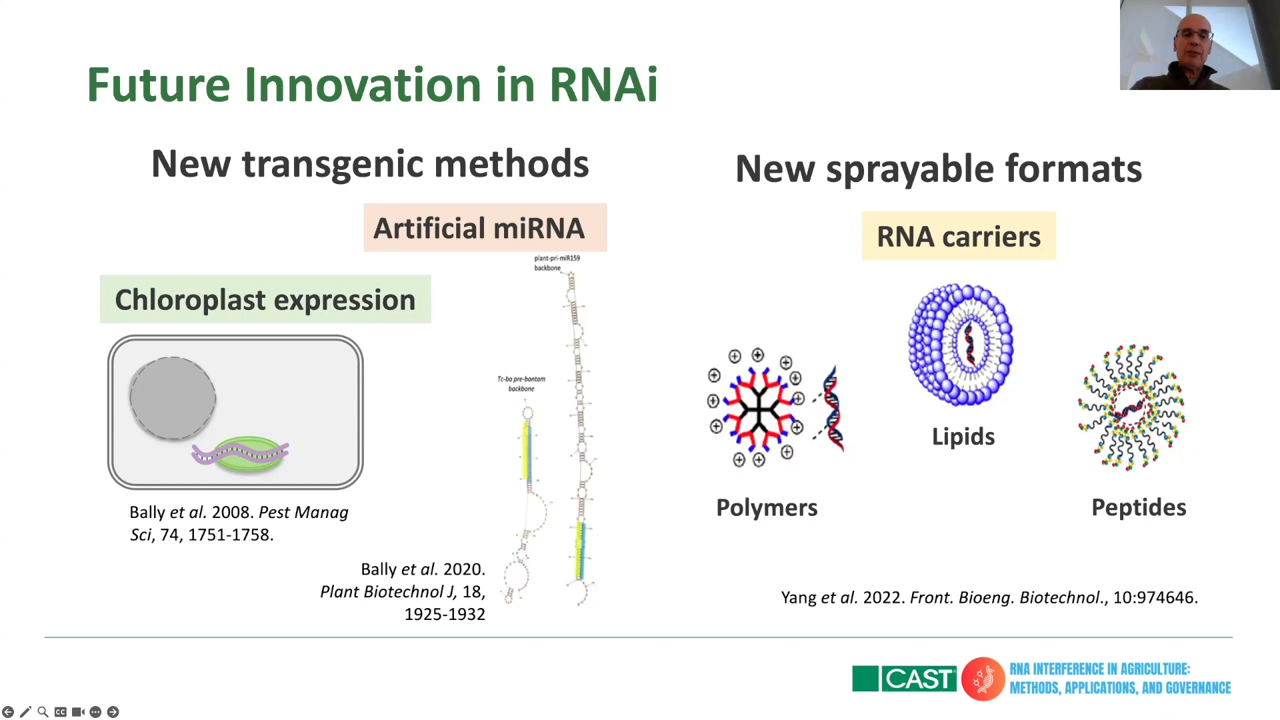 Future Innovation in RNAi
New transgenic methods
Artificial miRNA
plant-pri-miR159
backbone
Chloroplast expression
Tc-ba pre-bantam
backbone
Bally et al. 2008. Pest Manag
Sci, 74, 1751-1758.
Bally et al. 2020.
Plant Biotechnol J, 18,
1925-1932
New sprayable formats
RNA carriers
Lipids
Polymers
Peptides
Yang et al. 2022. Front. Bioeng. Biotechnol., 10:974646.
CAST
RNA INTERFERENCE IN AGRICULTURE:
METHODS, APPLICATIONS, AND GOVERNANCE